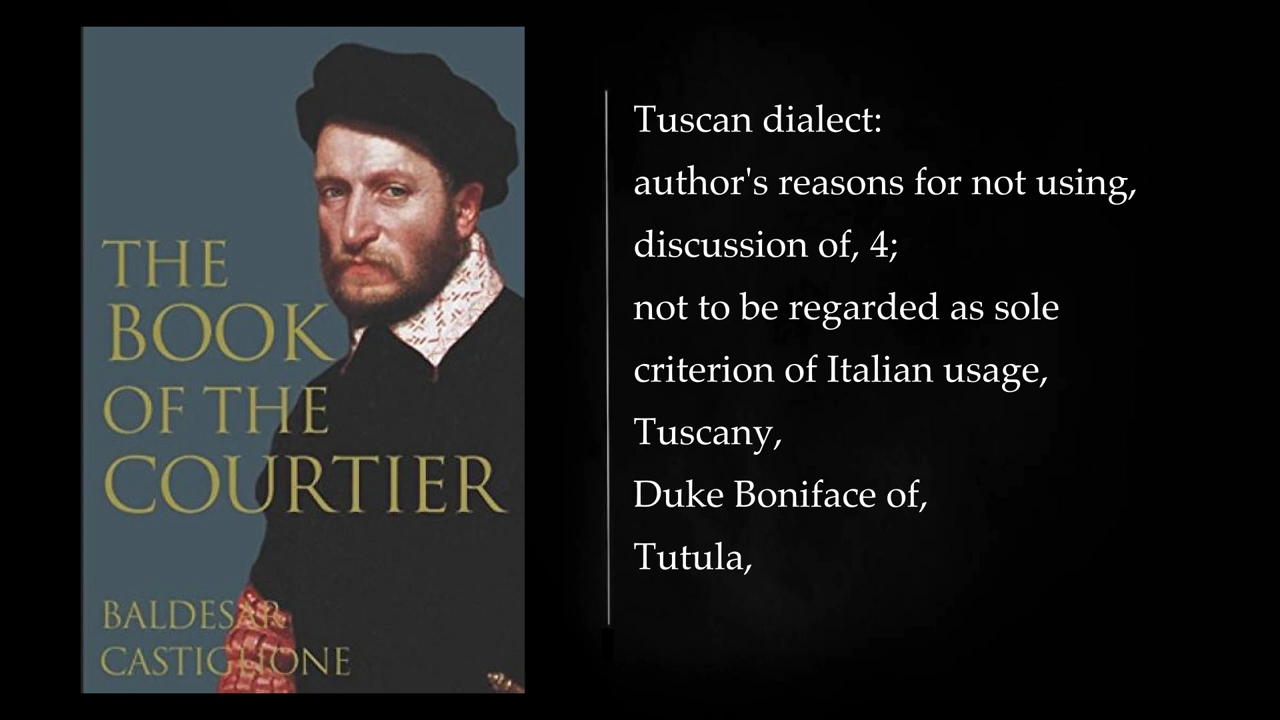 THE
BOOK
OF THE
COURTIER
BALDESAR
CASTIGLIONE
Tuscan dialect:
author's reasons for not using,
discussion of, 4;
not to be regarded as sole
criterion of Italian usage,
Tuscany,
Duke Boniface of,
Tutula,